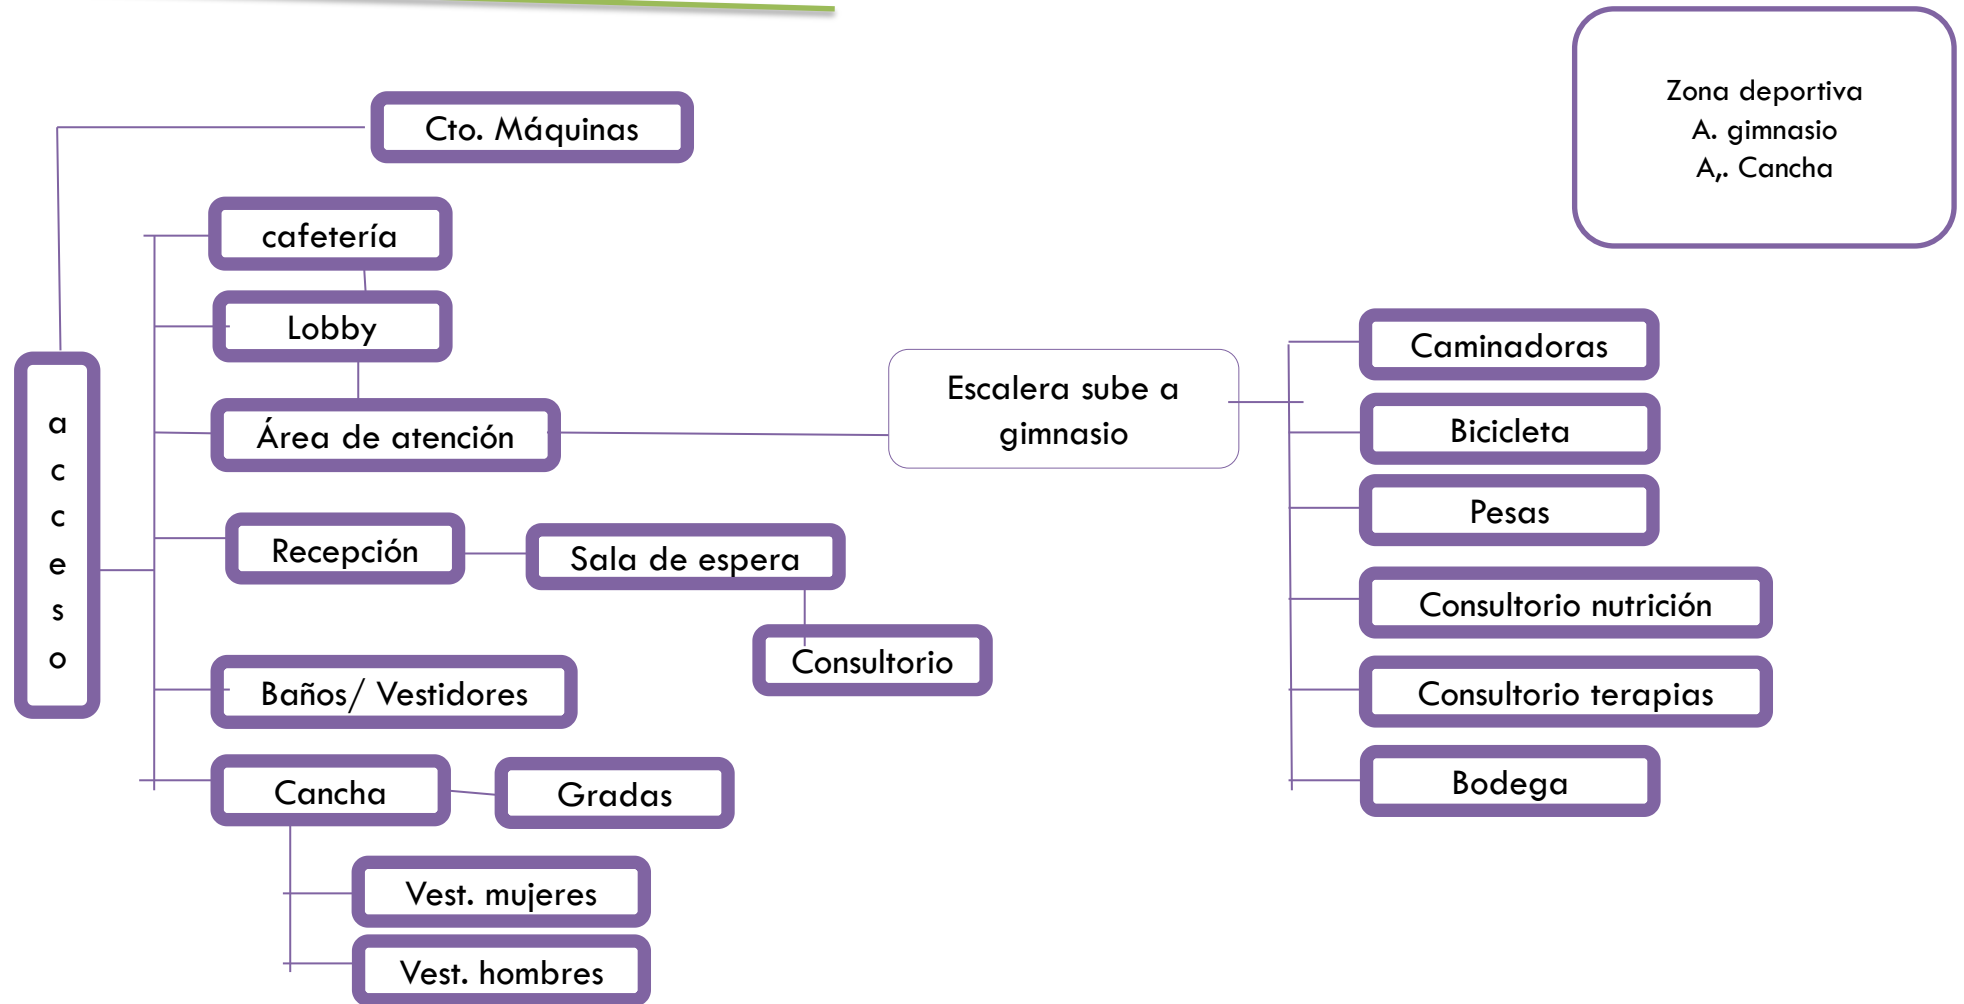 Zona deportiva
A. gimnasio
A,. Cancha
Cto. Máquinas
cafetería
Lobby
Área de atención
Recepción
Sala de espera
Consultorio
Baños/ Vestidores
Cancha
Gradas
Vest. mujeres
Vest. hombres
a
c
c
e
s
o
Escalera sube a
gimnasio
Caminadoras
Bicicleta
Pesas
Consultorio nutrición
Consultorio terapias
Bodega